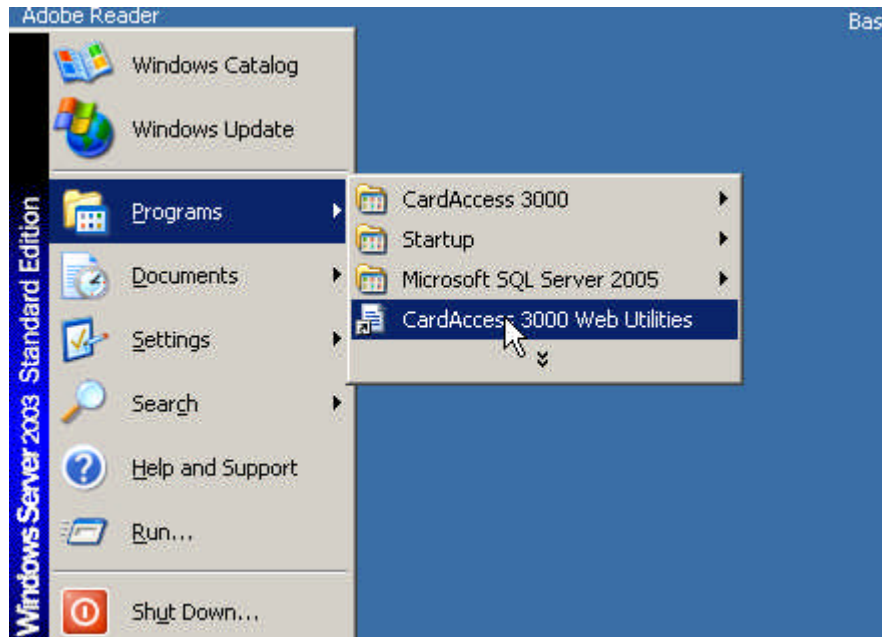 Adobe Reader
Bas
Windows Catalog
Windows Update
Programs
Documents
Settings
Search
Help and Support
Run...
Shut Down...
CardAccess 3000
Startup
Microsoft SQL Server 2005
CardAccess 3000 Web Utilities
Windows Server 2003 Standard Edition